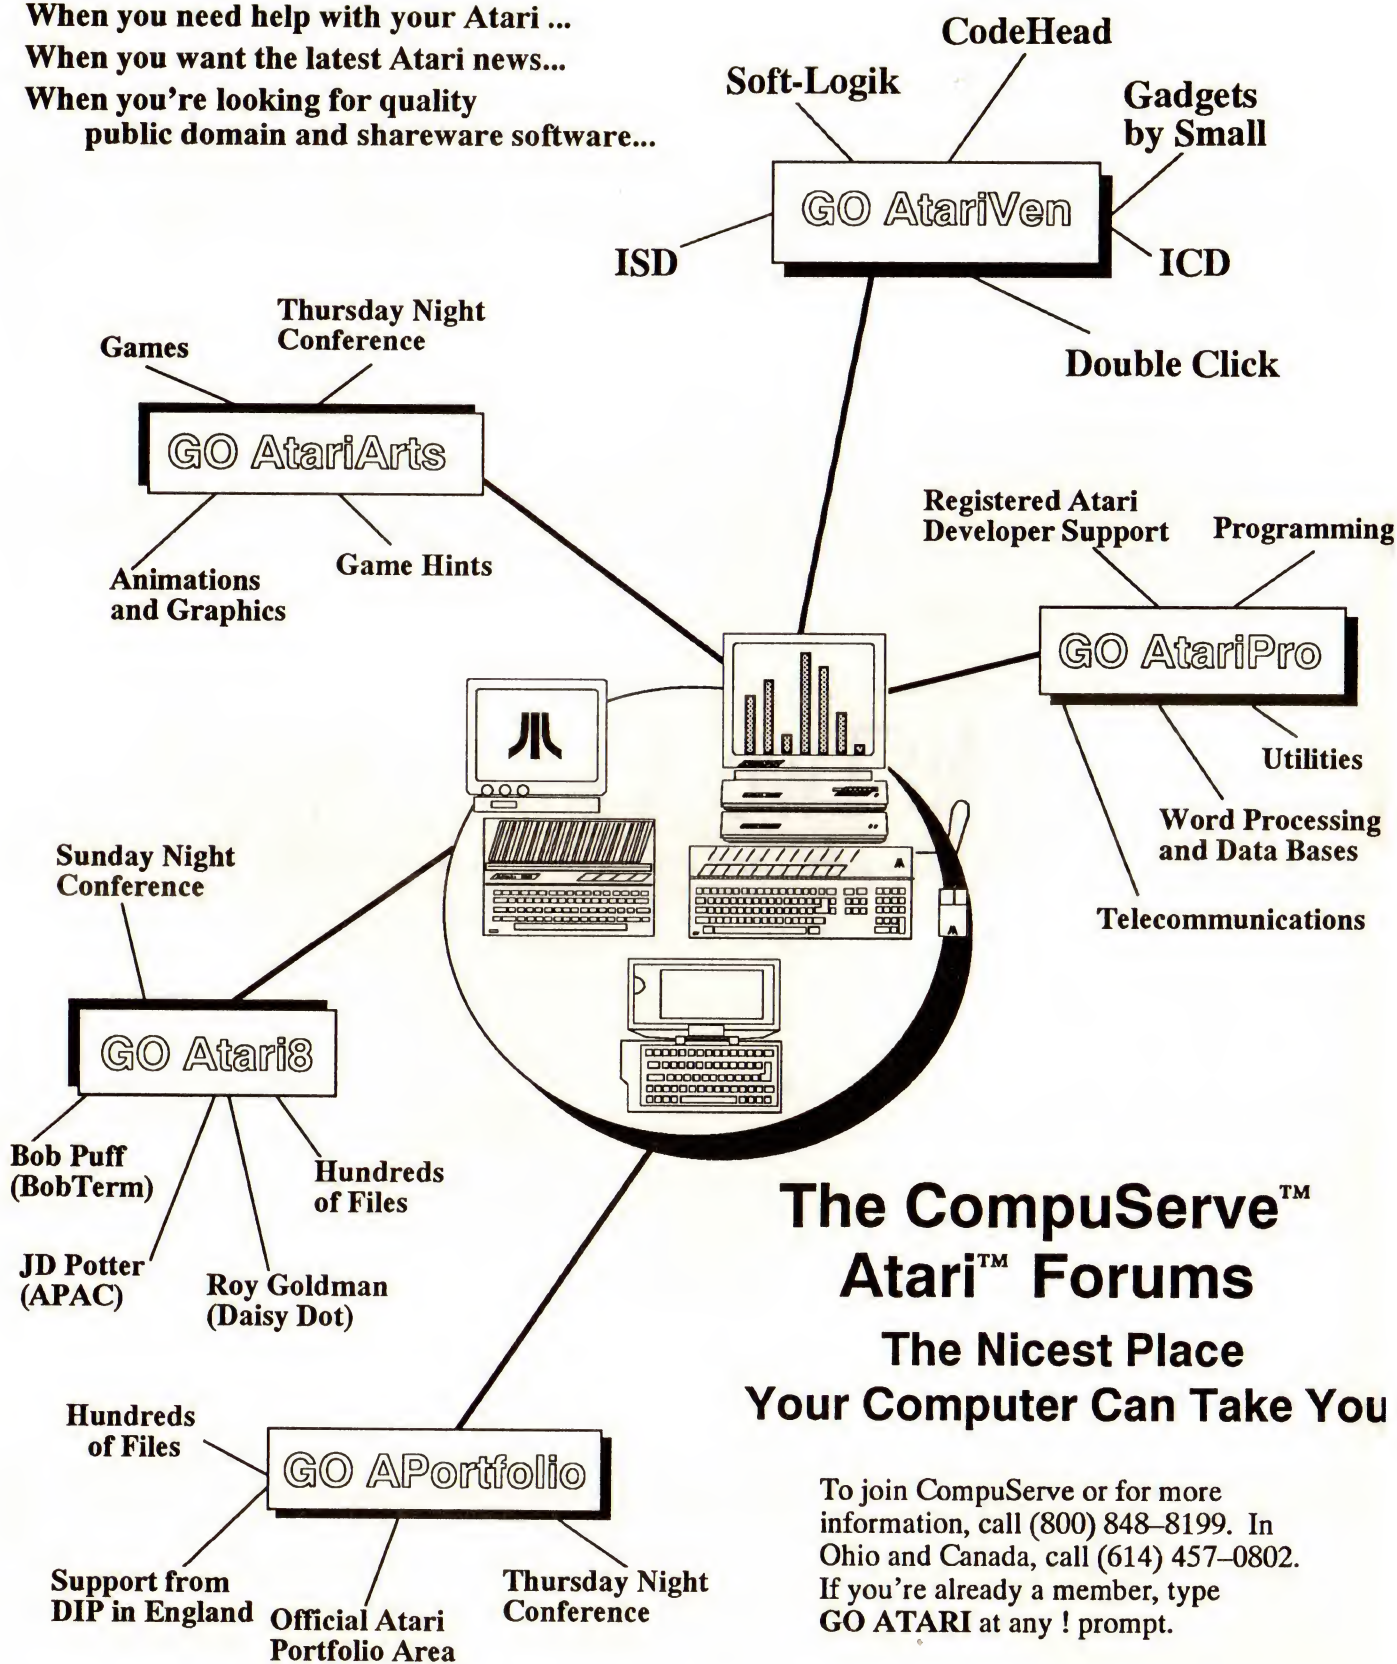 When you need help with your Atari ...
When you want the latest Atari news...
When you're looking for quality
public domain and shareware software...
CodeHead
Soft-Logik
Gadgets
by Small
GO AtariVen
ISD
ICD
Double Click
Thursday Night
Conference
Games
GO AtariArts
Animations
and Graphics
Game Hints
Registered Atari
Developer Support
Programming
GO AtariPro
Utilities
Word Processing
and Data Bases
Telecommunications
Sunday Night
Conference
GO Atari8
Bob Puff
(BobTerm)
Hundreds
of Files
JD Potter
(APAC)
Roy Goldman
(Daisy Dot)
The CompuServe™
Atari™ Forums
The Nicest Place
Your Computer Can Take You
Hundreds
of Files
GO APortfolio
Support from
DIP in England
Official Atari
Portfolio Area
Thursday Night
Conference
To join CompuServe or for more
information, call (800) 848–8199. In
Ohio and Canada, call (614) 457–0802.
If you're already a member, type
GO ATARI at any ! prompt.